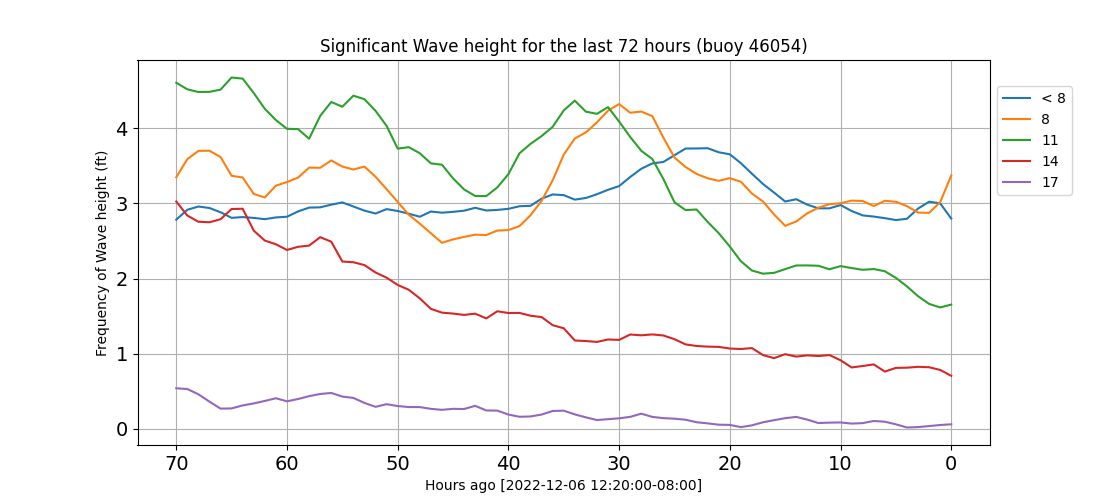 Significant Wave height for the last 72 hours (buoy 46054)
Frequency of Wave height (ft)
4
3
2
1
0
70 60 50 40 30 20 10 0
Hours ago [2022-12-06 12:20:00-08:00]
< 8
8
11
14
17